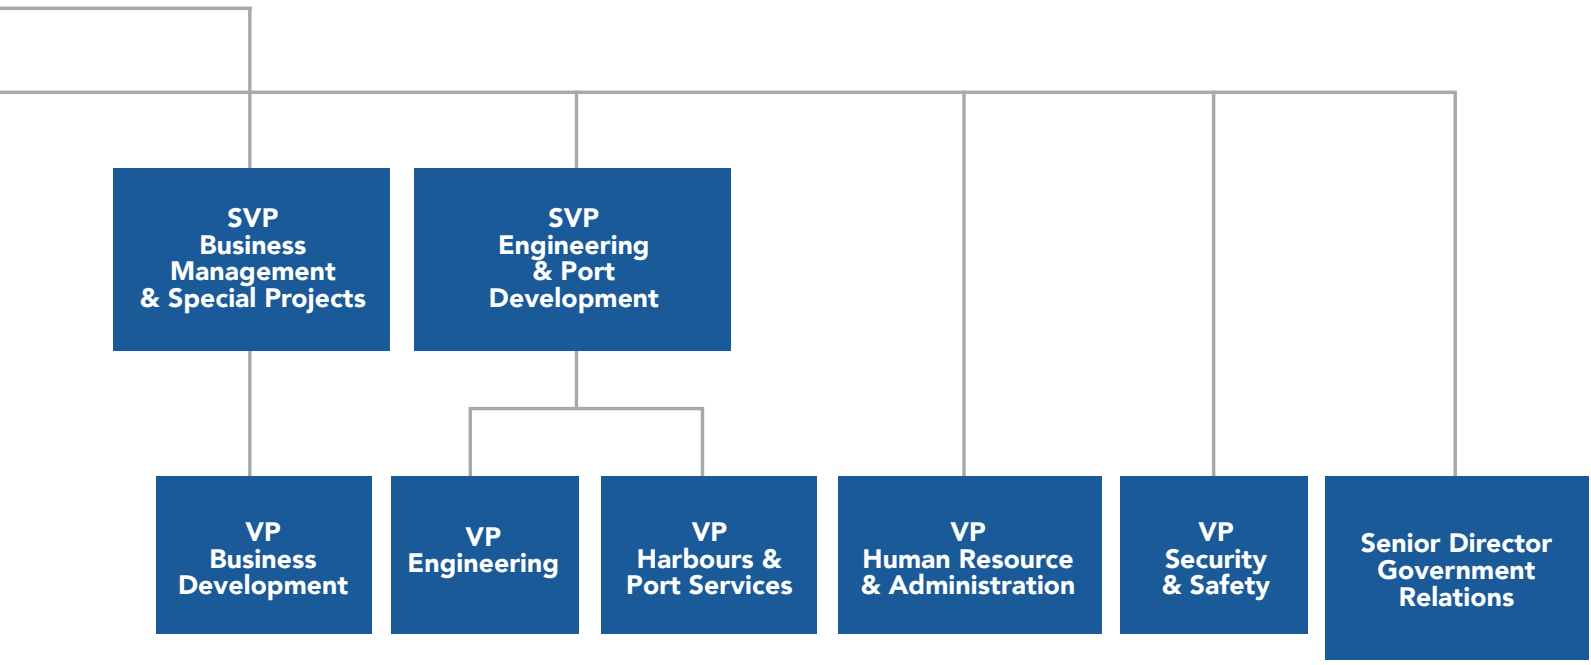 SVP
Business
Management
& Special Projects
SVP
Engineering
& Port
Development
VP
Business
Development
VP
Engineering
VP
Harbours &
Port Services
VP
Human Resource
& Administration
VP
Security
& Safety
Senior Director
Government
Relations